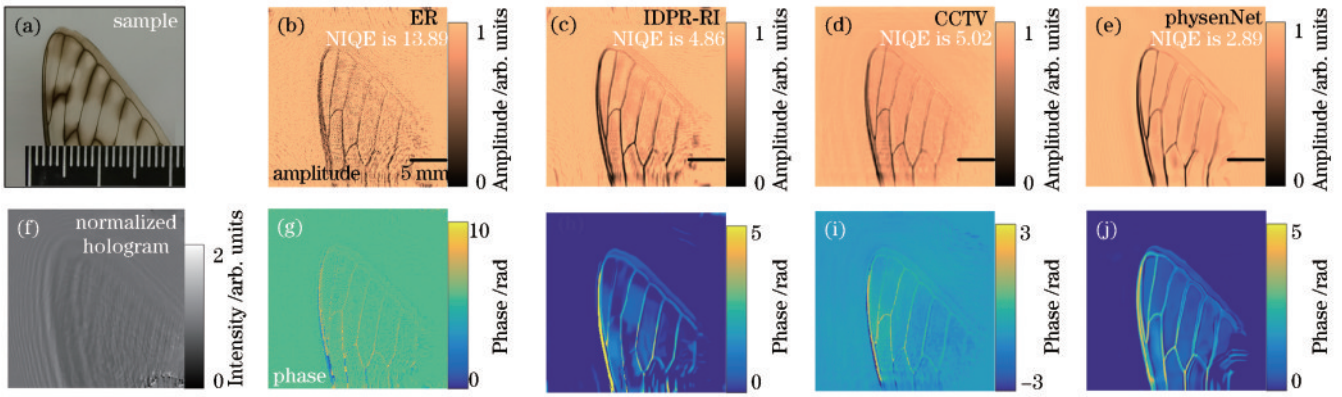 (a)
sample
(b)
ER
NIQE is 13.89
amplitude
5 mm
1
0
Amplitude /arb. units
(c)
IDPR-RI
NIQE is 4.86
1
0
Amplitude /arb. units
(d)
CCTV
NIQE is 5.02
1
0
Amplitude /arb. units
(e)
physenNet
NIQE is 2.89
1
0
Amplitude /arb. units
(f)
normalized
hologram
2
0
Intensity /arb. units
(g)
phase
10
0
Phase /rad
5
0
Phase /rad
(i)
3
−3
Phase /rad
(j)
5
0
Phase /rad